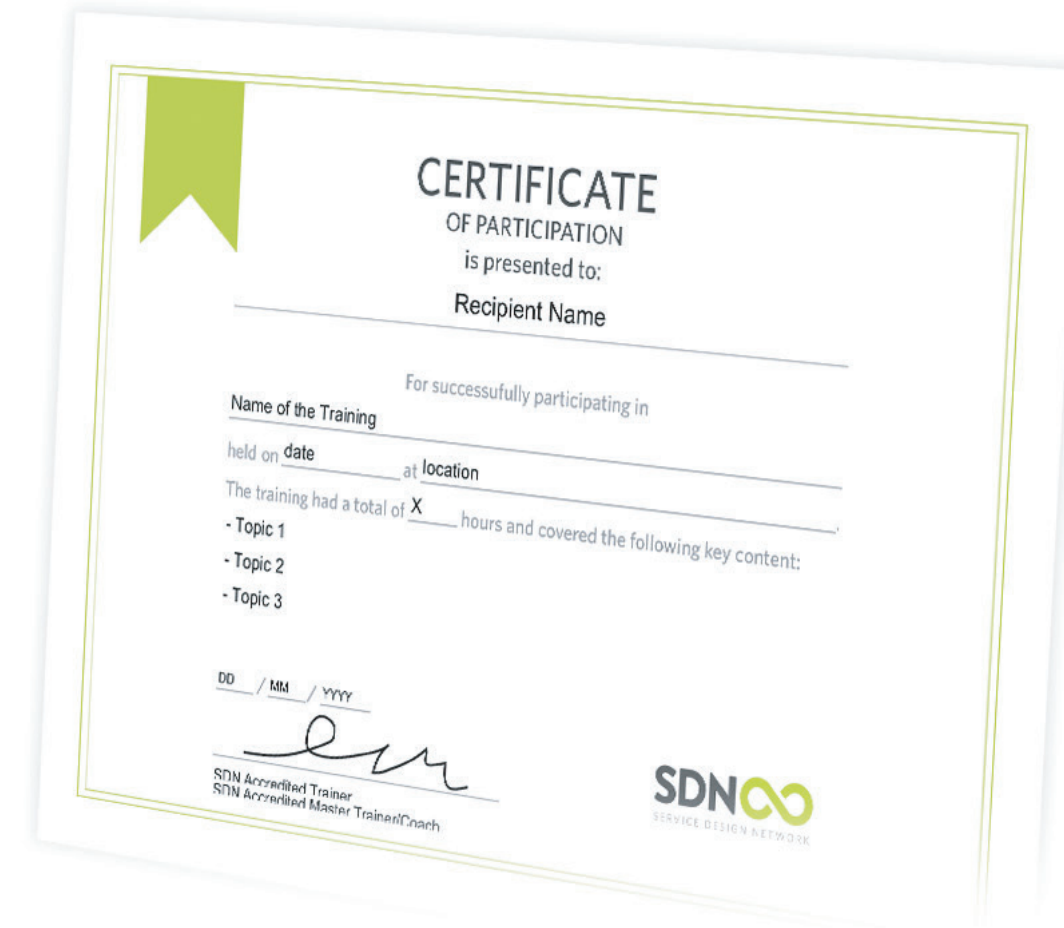 CERTIFICATE
OF PARTICIPATION
is presented to:
Recipient Name
For successufully participating in
Name of the Training
held on date at location .
The training had a total of X hours and covered the following key content:
- Topic 1
- Topic 2
- Topic 3
DD / MM / YYYY
SDN Accredited Trainer
SDN Accredited Master Trainer/Coach
SDN
SERVICE DESIGN NETWORK